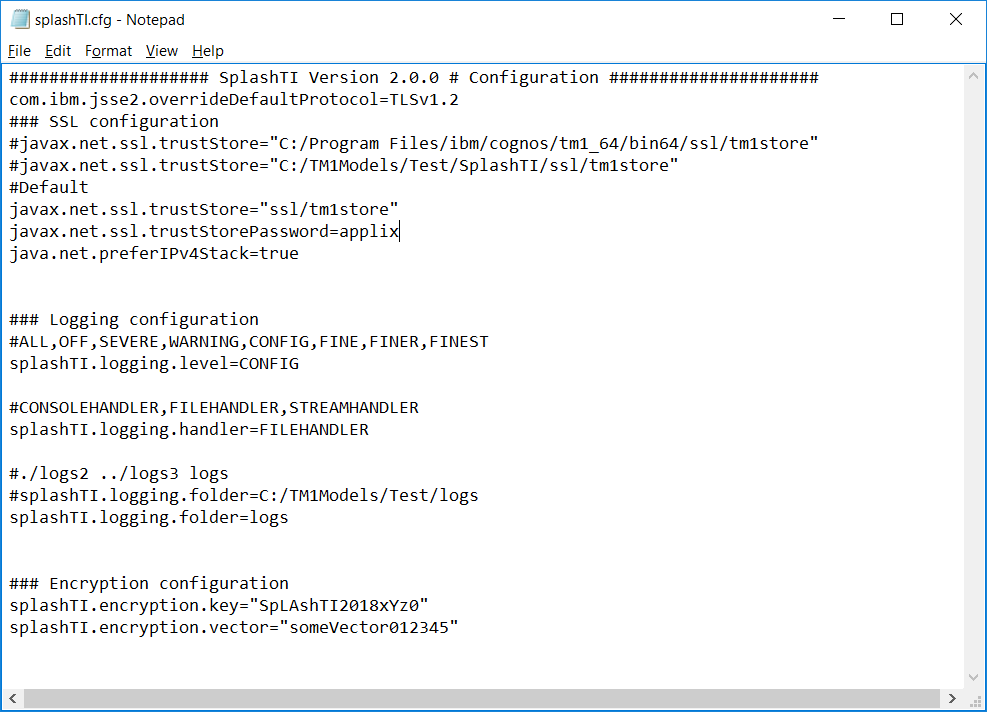 splashTI.cfg - Notepad
File Edit Format View Help
#################### SplashTI Version 2.0.0 # Configuration #####################
com.ibm.jsse2.overrideDefaultProtocol=TLSv1.2
### SSL configuration
#javax.net.ssl.trustStore="C:/Program Files/ibm/cognos/tm1_64/bin64/ssl/tm1store"
#javax.net.ssl.trustStore="C:/TM1Models/Test/SplashTI/ssl/tm1store"
#Default
javax.net.ssl.trustStore="ssl/tm1store"
javax.net.ssl.trustStorePassword=applix
java.net.preferIPv4Stack=true
### Logging configuration
#ALL,OFF,SEVERE,WARNING,CONFIG,FINE,FINER,FINEST
splashTI.logging.level=CONFIG
#CONSOLEHANDLER,FILEHANDLER,STREAMHANDLER
splashTI.logging.handler=FILEHANDLER
#./logs2 ../logs3 logs
#splashTI.logging.folder=C:/TM1Models/Test/logs
splashTI.logging.folder=logs
### Encryption configuration
splashTI.encryption.key="SpLAshTI2018xYz0"
splashTI.encryption.vector="someVector012345"